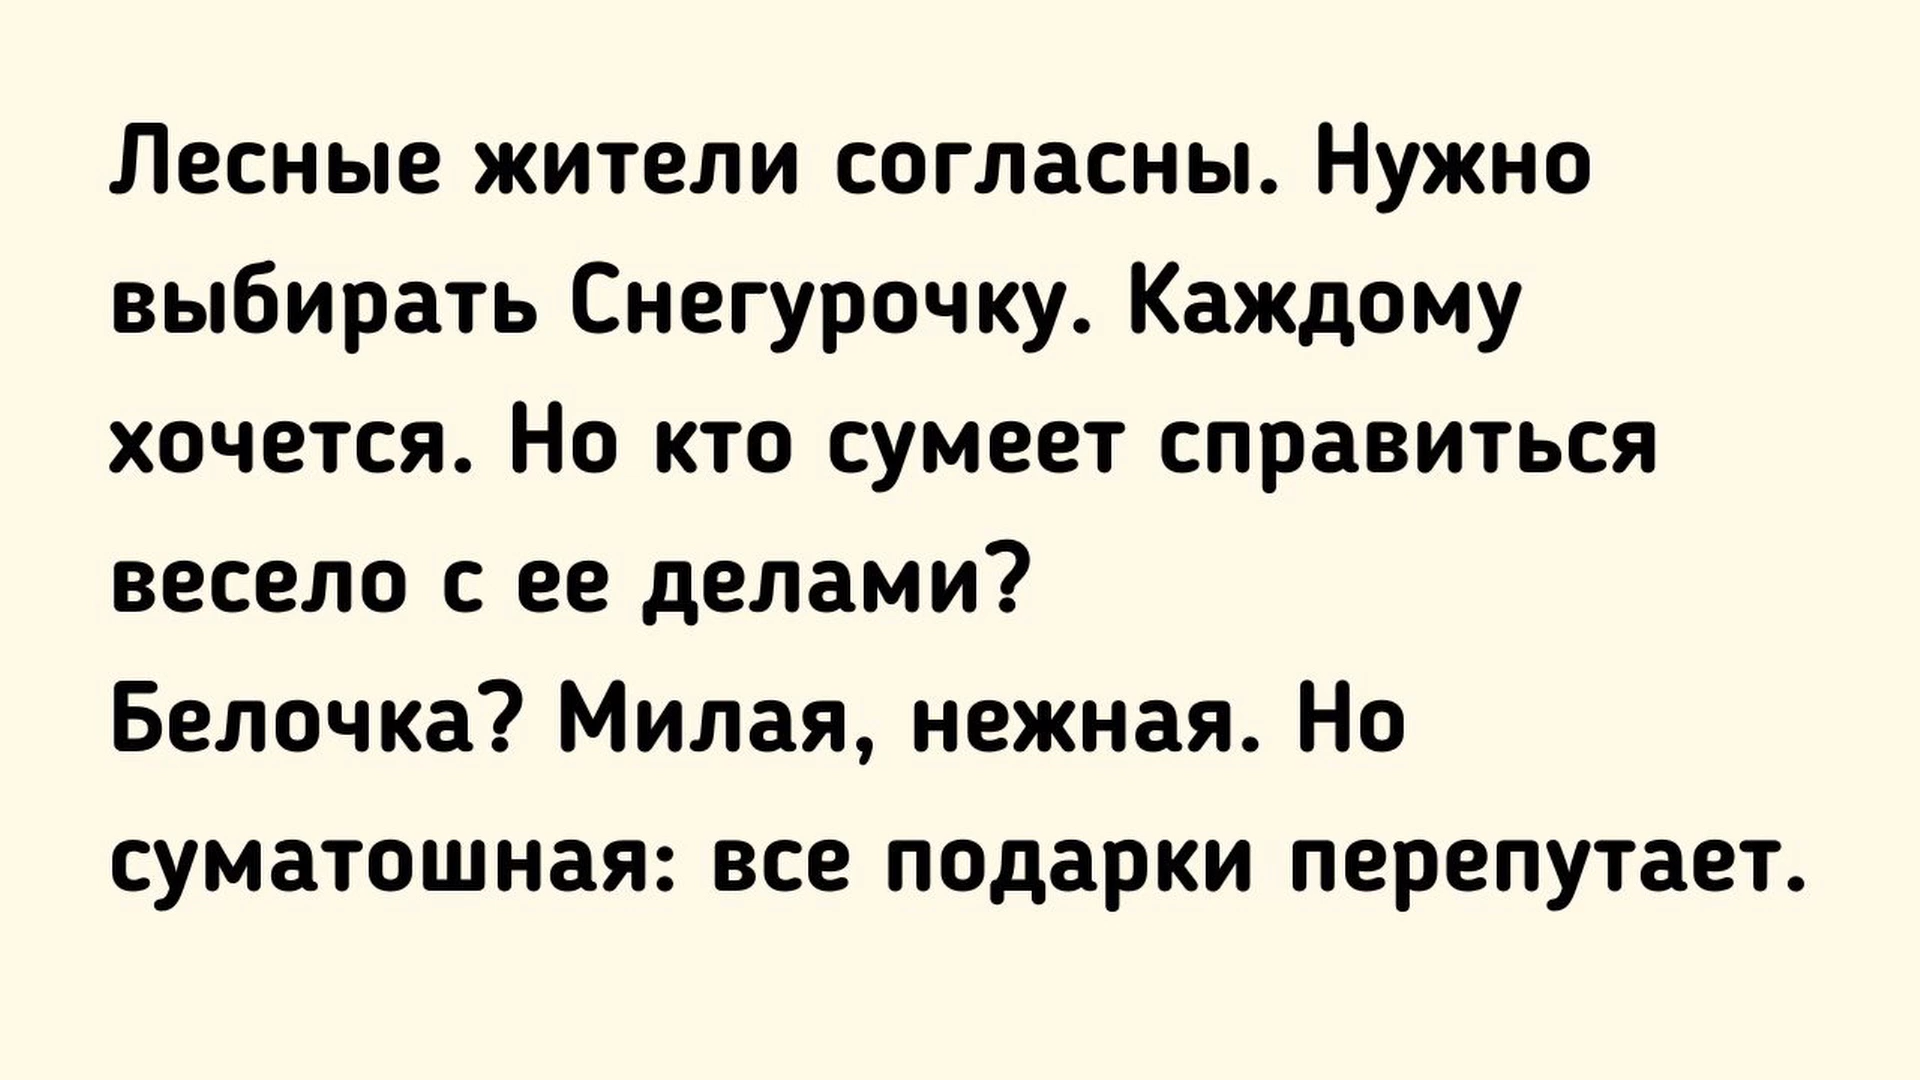 Лесные жители согласны. Нужно
выбирать Снегурочку. Каждому
хочется. Но кто сумеет справиться
весело с ее делами?
Белочка? Милая, нежная. Но
суматошная: все подарки перепутает.